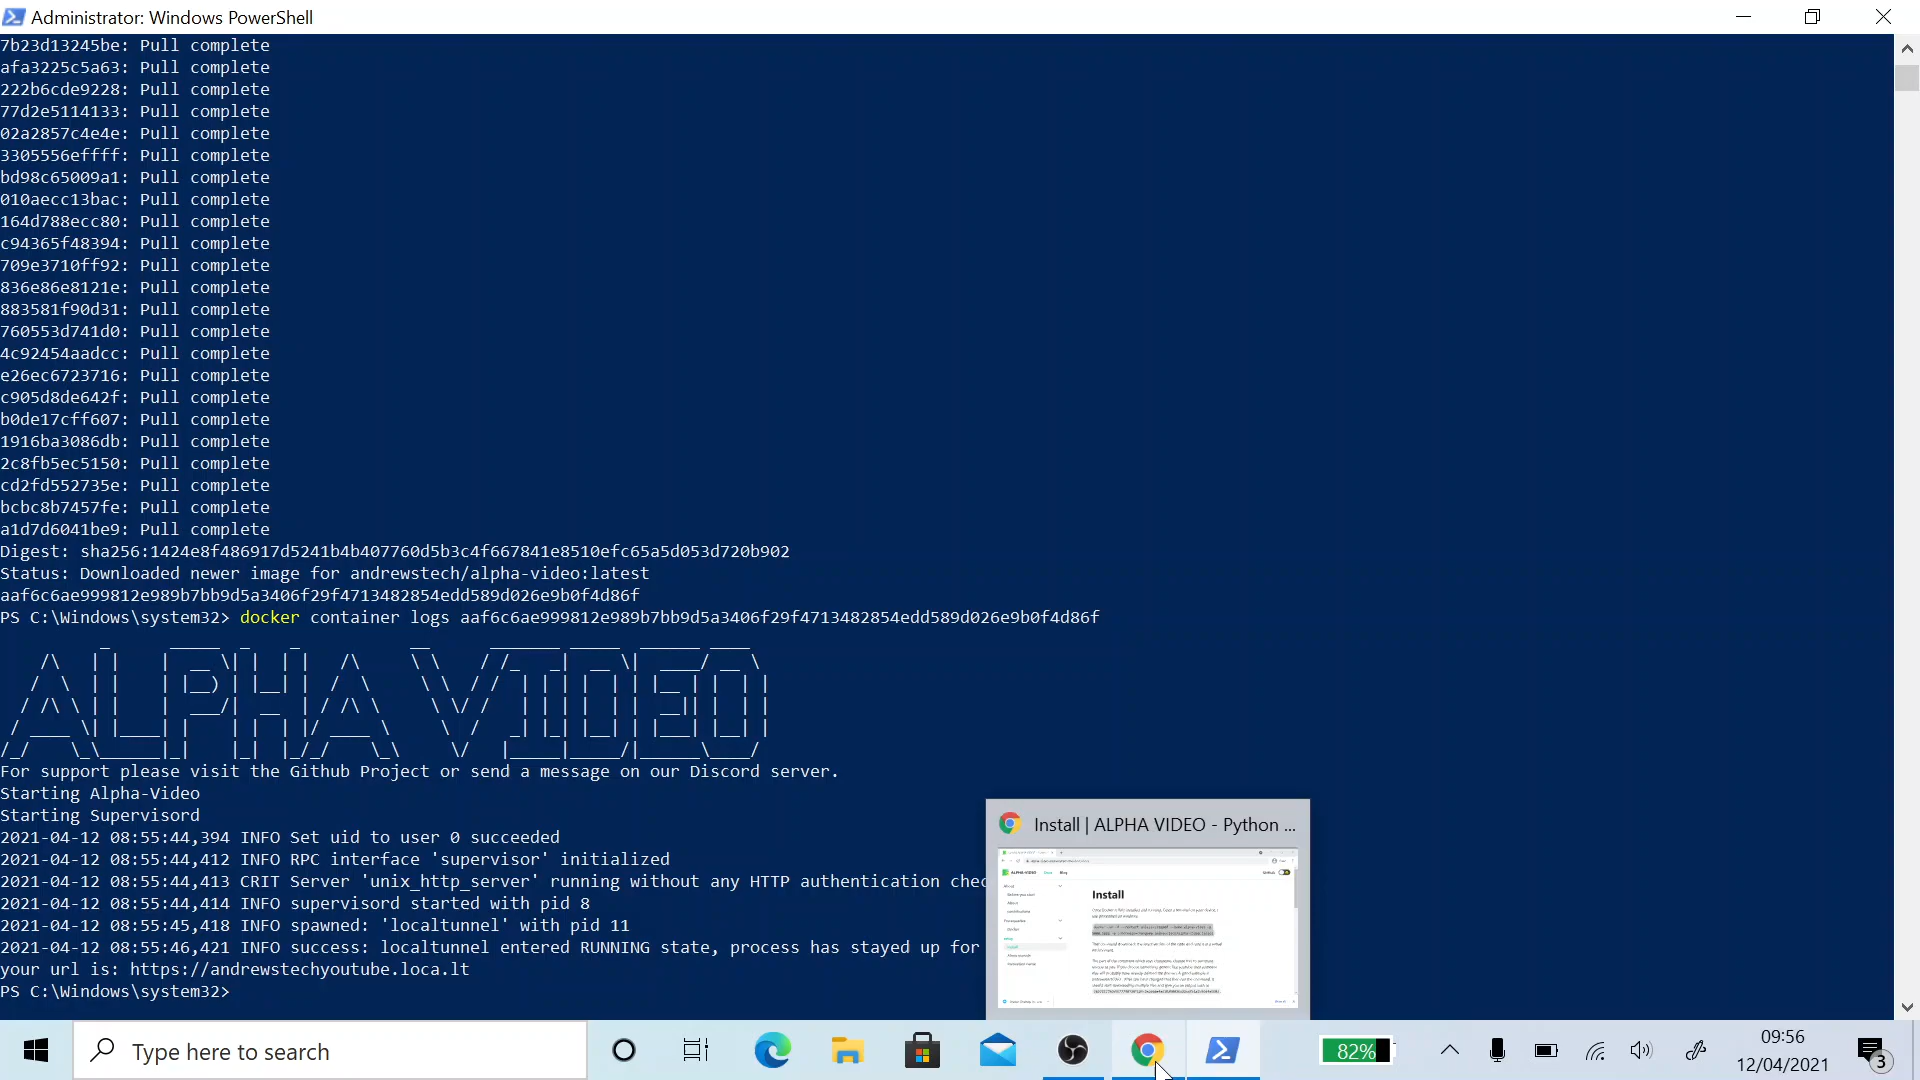 Administrator: Windows PowerShell
7b23d13245be: Pull complete
afa3225c5a63: Pull complete
222b6cde9228: Pull complete
77d2e5114133: Pull complete
02a2857c4e4e: Pull complete
3305556effff: Pull complete
bd98c65009a1: Pull complete
010aecc13bac: Pull complete
164d788ecc80: Pull complete
c94365f48394: Pull complete
709e3710ff92: Pull complete
836e86e8121e: Pull complete
883581f90d31: Pull complete
760553d741d0: Pull complete
4c92454aadcc: Pull complete
e26ec6723716: Pull complete
c905d8de642f: Pull complete
b0de17cff607: Pull complete
1916ba3086db: Pull complete
2c8fb5ec5150: Pull complete
cd2fd552735e: Pull complete
bcbc8b7457fe: Pull complete
a1d7d6041be9: Pull complete
Digest: sha256:1424e8f486917d5241b4b407760d5b3c4f667841e8510efc65a5d053d720b902
Status: Downloaded newer image for andrewstech/alpha-video:latest
aaf6c6ae999812e989b7bb9d5a3406f29f4713482854edd589d026e9b0f4d86f
PS C:\Windows\system32> docker container logs aaf6c6ae999812e989b7bb9d5a3406f29f4713482854edd589d026e9b0f4d86f
ALPHA VIDEO
For support please visit the Github Project or send a message on our Discord server.
Starting Alpha-Video
Starting Supervisord
2021-04-12 08:55:44,394 INFO Set uid to user 0 succeeded
2021-04-12 08:55:44,412 INFO RPC interface 'supervisor' initialized
2021-04-12 08:55:44,413 CRIT Server 'unix_http_server' running without any HTTP authentication chec
2021-04-12 08:55:44,414 INFO supervisord started with pid 8
2021-04-12 08:55:45,418 INFO spawned: 'localtunnel' with pid 11
2021-04-12 08:55:46,421 INFO success: localtunnel entered RUNNING state, process has stayed up for
your url is: https://andrewstechyoutube.loca.lt
PS C:\Windows\system32>
Install | ALPHA VIDEO - Python ...
Install
Type here to search
82%
09:56
12/04/2021
3